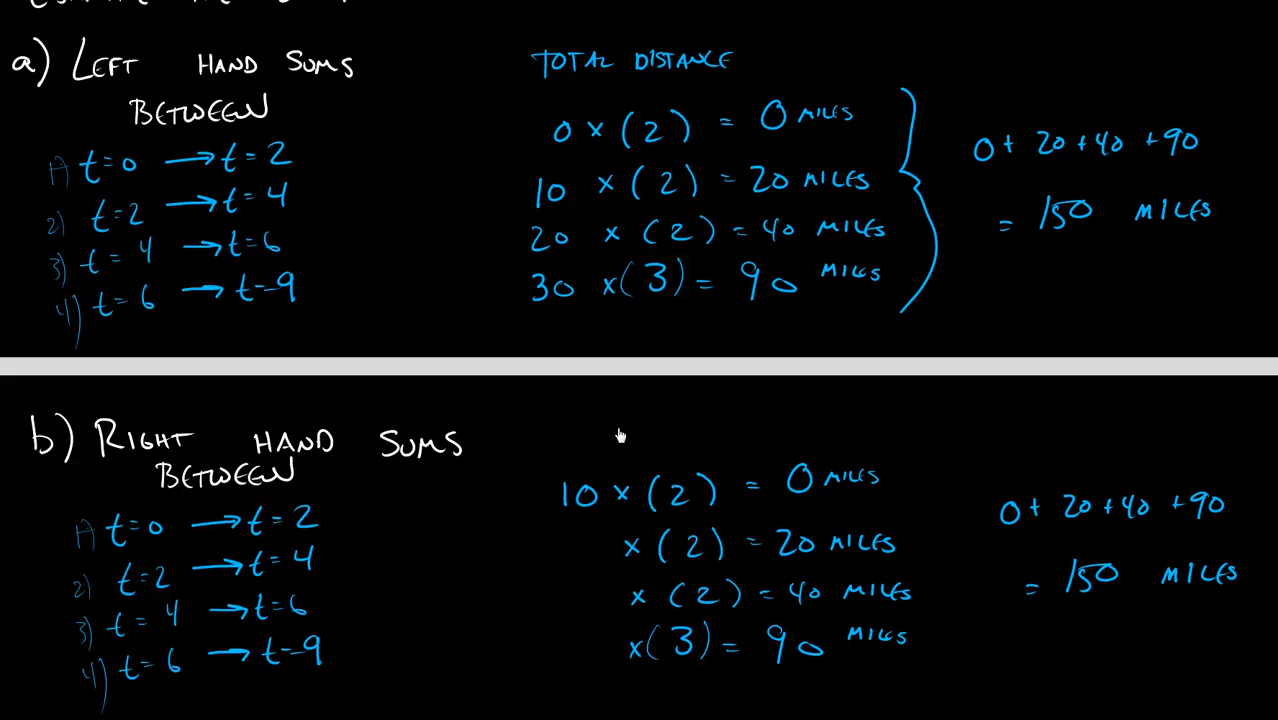 a) LEFT HAND SUMS
BETWEEN
1) t=0 → t=2
2) t=2 → t=4
3) t=4 → t=6
4) t=6 → t=9
TOTAL DISTANCE
0 × (2) = 0 MILES
10 × (2) = 20 MILES
20 × (2) = 40 MILES
30 × (3) = 90 MILES
0 + 20 + 40 + 90
= 150 MILES
b) RIGHT HAND SUMS
BETWEEN
1) t=0 → t=2
2) t=2 → t=4
3) t=4 → t=6
4) t=6 → t=9
10 × (2) = 0 MILES
× (2) = 20 MILES
× (2) = 40 MILES
× (3) = 90 MILES
0 + 20 + 40 + 90
= 150 MILES